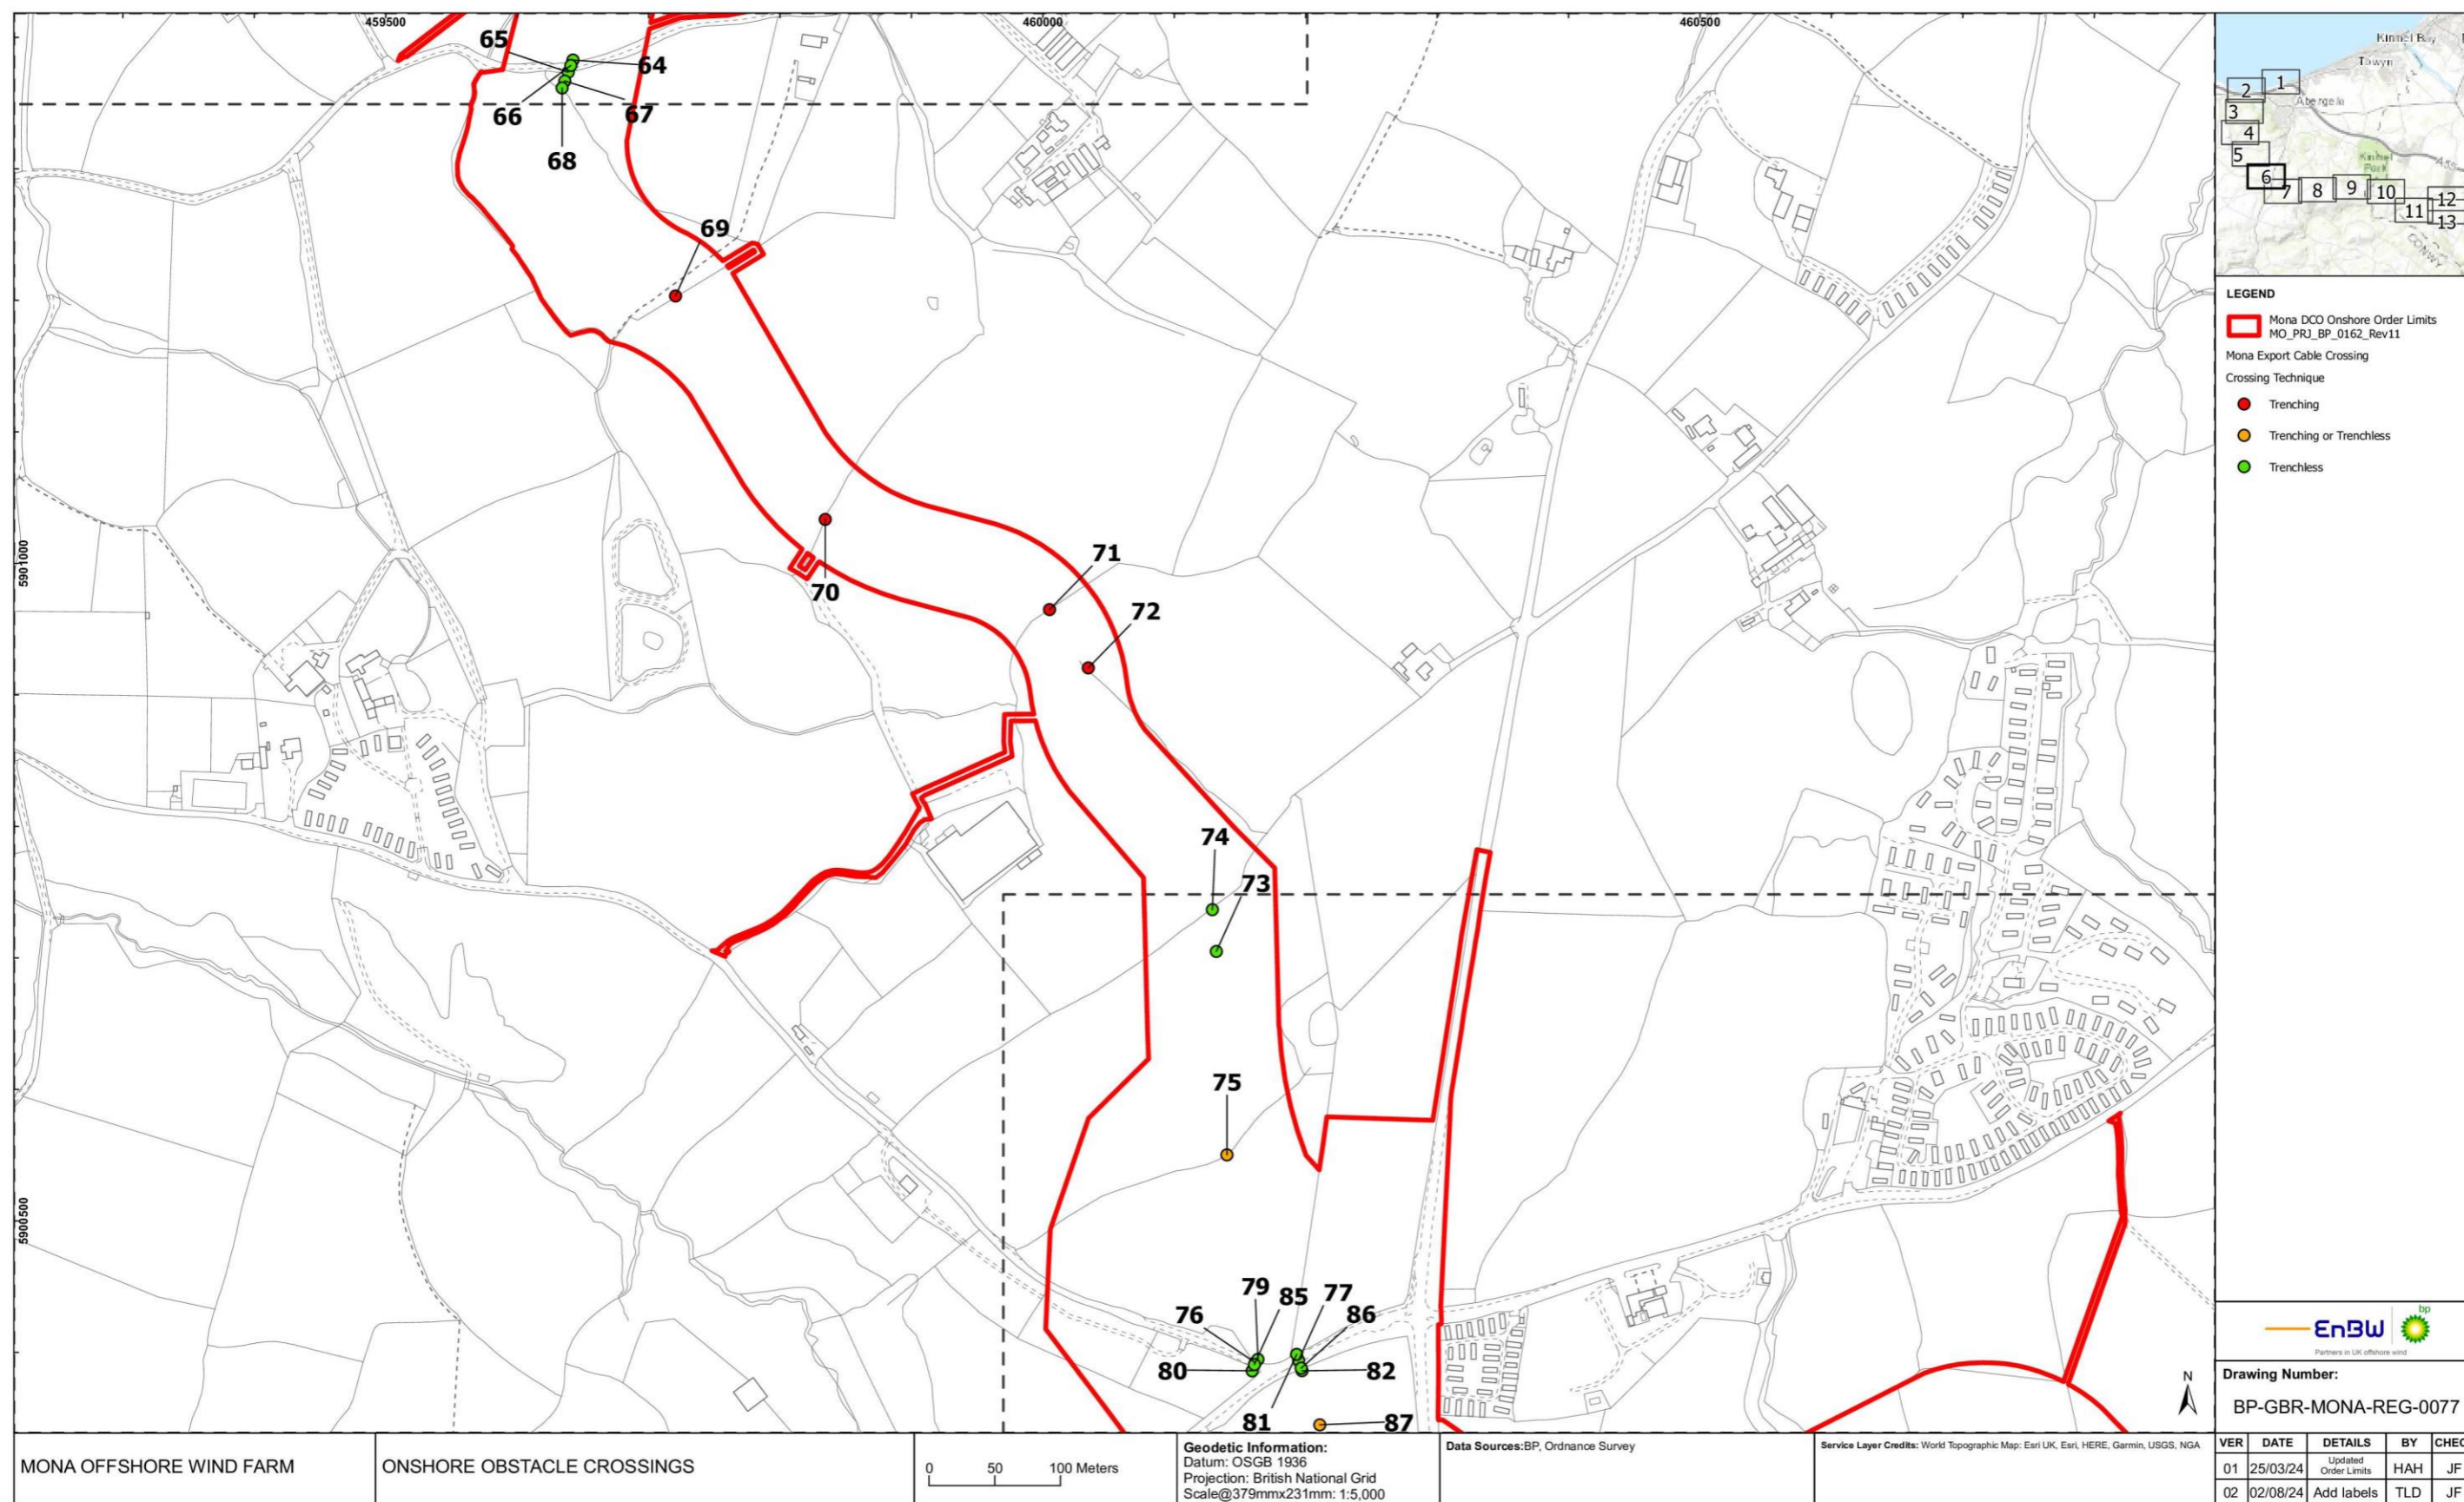 459500
460000
460500
5901000
5900500
65
64
66
67
68
69
70
71
72
74
73
75
79
85
77
76
86
80
82
81
87
Kinmel Bay
Towyn
Abergele
Kinmel
Park
A55
CONWY
1
2
3
4
5
6
7
8
9
10
11
12
13
LEGEND
Mona DCO Onshore Order Limits
MO_PRJ_BP_0162_Rev11
Mona Export Cable Crossing
Crossing Technique
Trenching
Trenching or Trenchless
Trenchless
N
EnBW
bp
Partners in UK offshore wind
Drawing Number:
BP-GBR-MONA-REG-0077
MONA OFFSHORE WIND FARM
ONSHORE OBSTACLE CROSSINGS
0 50 100 Meters
Geodetic Information:
Datum: OSGB 1936
Projection: British National Grid
Scale@379mmx231mm: 1:5,000
Data Sources:BP, Ordnance Survey
Service Layer Credits: World Topographic Map: Esri UK, Esri, HERE, Garmin, USGS, NGA
VER DATE DETAILS BY CHEC
01 25/03/24 Updated Order Limits HAH JF
02 02/08/24 Add labels TLD JF